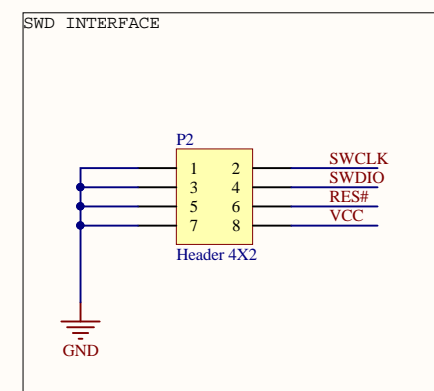 SWD INTERFACE
P2
1 2 SWCLK
3 4 SWDIO
5 6 RES#
7 8 VCC
Header 4X2
GND